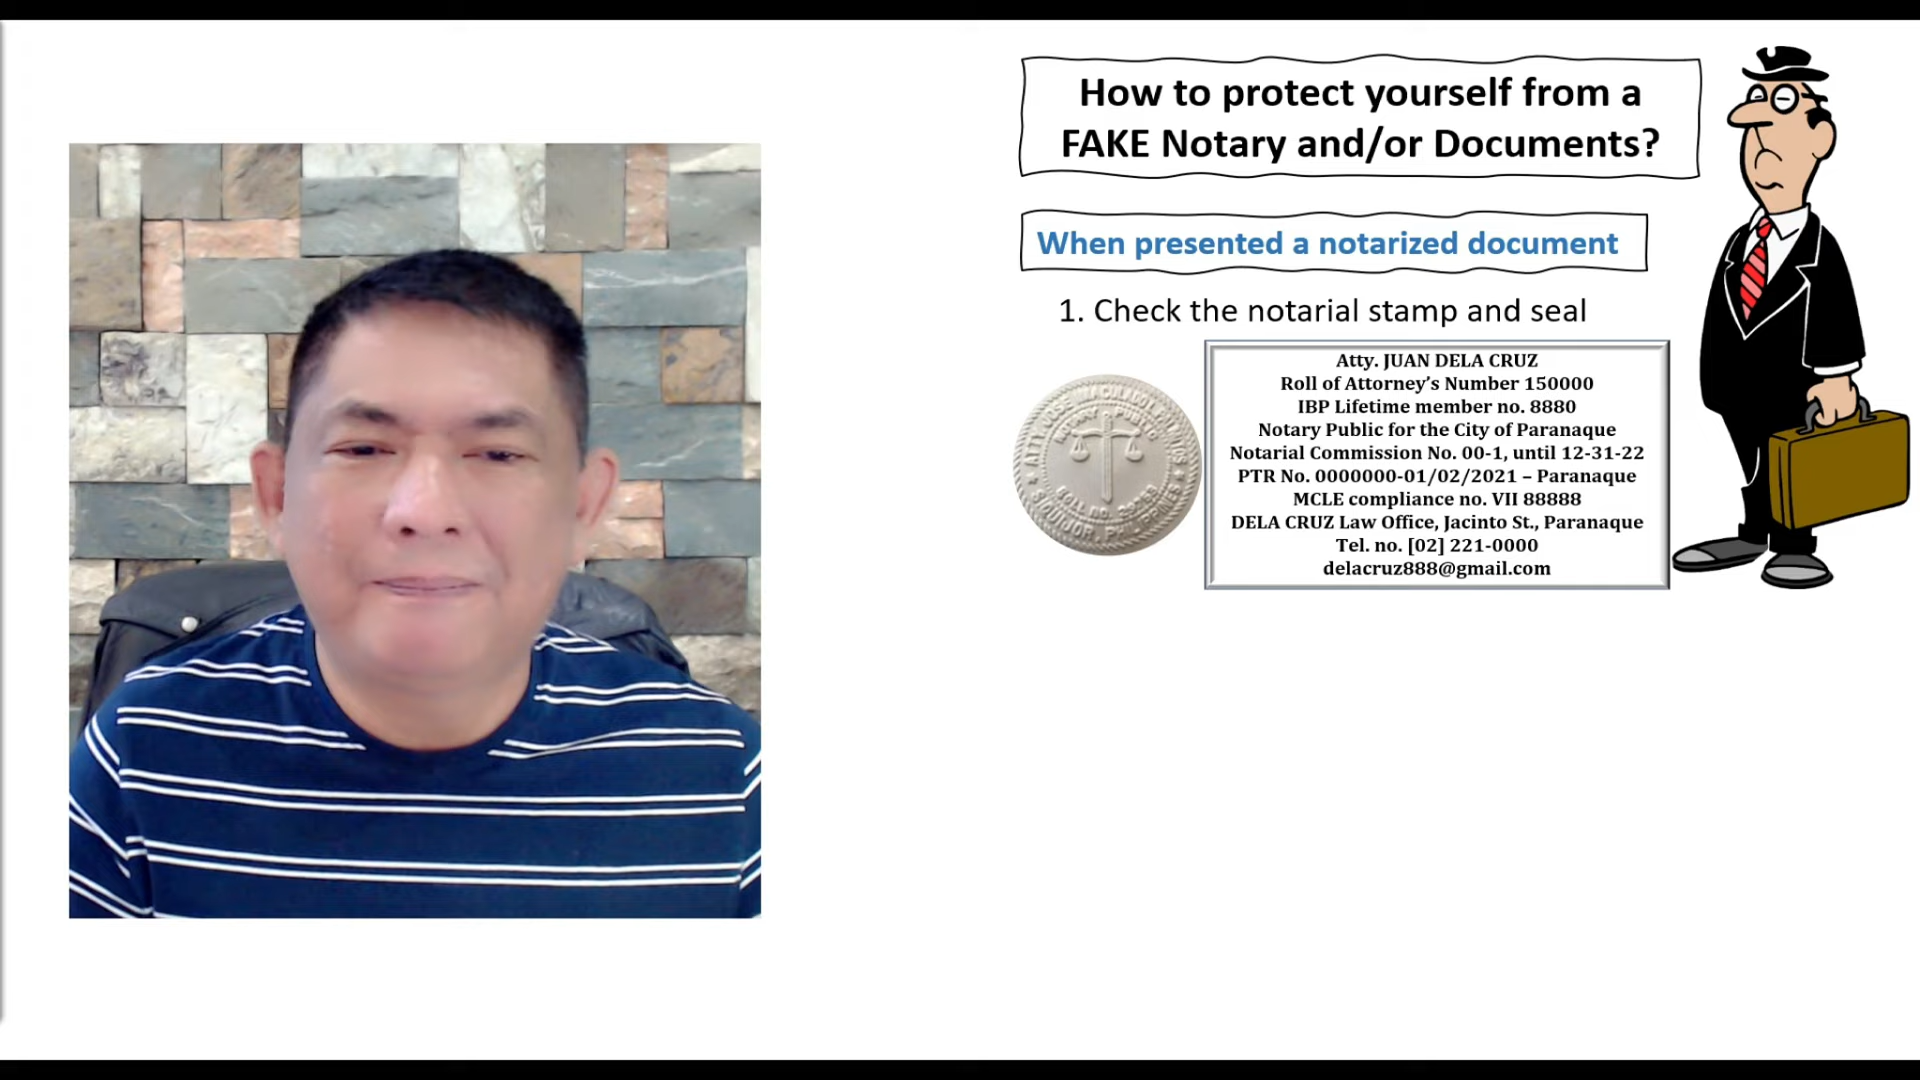 How to protect yourself from a
FAKE Notary and/or Documents?
When presented a notarized document
1. Check the notarial stamp and seal
Atty. JUAN DELA CRUZ
Roll of Attorney's Number 150000
IBP Lifetime member no. 8880
Notary Public for the City of Paranaque
Notarial Commission No. 00-1, until 12-31-22
PTR No. 0000000-01/02/2021 – Paranaque
MCLE compliance no. VII 88888
DELA CRUZ Law Office, Jacinto St., Paranaque
Tel. no. [02] 221-0000
delacruz888@gmail.com
NOTARY PUBLIC
SIQUIJOR, PHILIPPINES